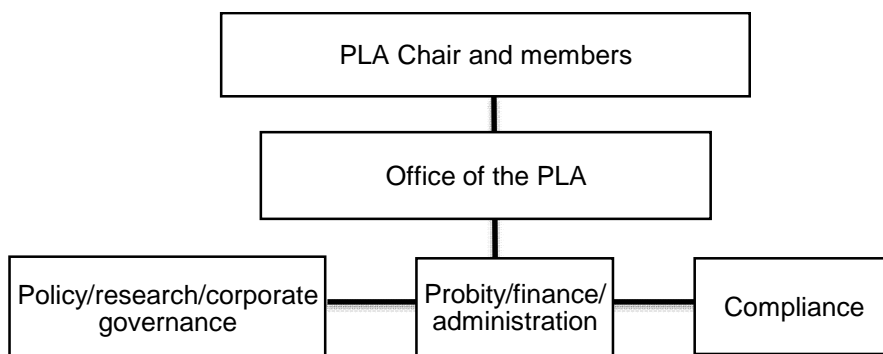 PLA Chair and members
Office of the PLA
Policy/research/corporate
governance
Probity/finance/
administration
Compliance